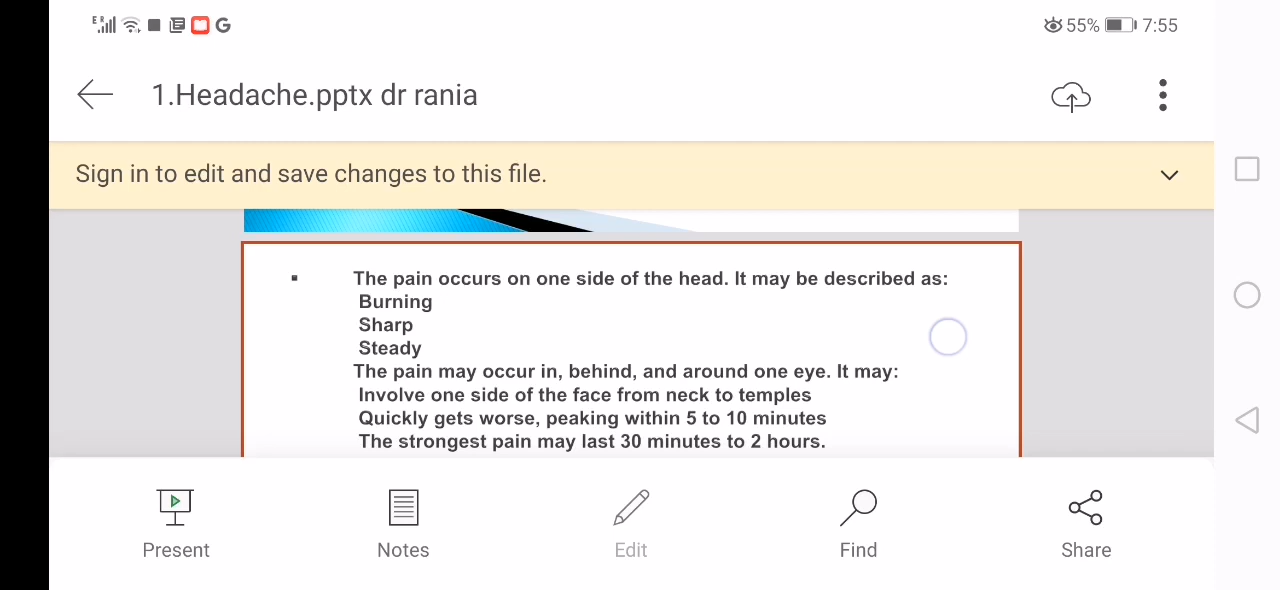 55% 7:55
1.Headache.pptx dr rania
Sign in to edit and save changes to this file.
▪ The pain occurs on one side of the head. It may be described as:
Burning
Sharp
Steady
The pain may occur in, behind, and around one eye. It may:
Involve one side of the face from neck to temples
Quickly gets worse, peaking within 5 to 10 minutes
The strongest pain may last 30 minutes to 2 hours.
Present Notes Edit Find Share